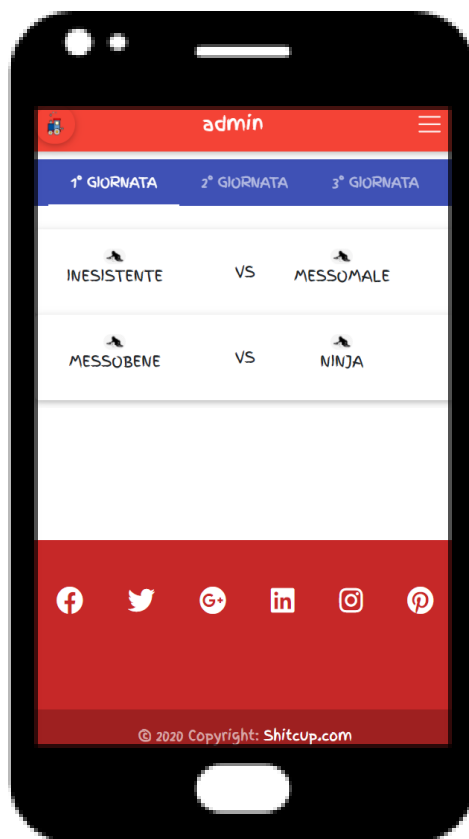 admin
1° GIORNATA 2° GIORNATA 3° GIORNATA
INESISTENTE VS MESSOMALE
MESSOBENE VS NINJA
© 2020 Copyright: Shitcup.com